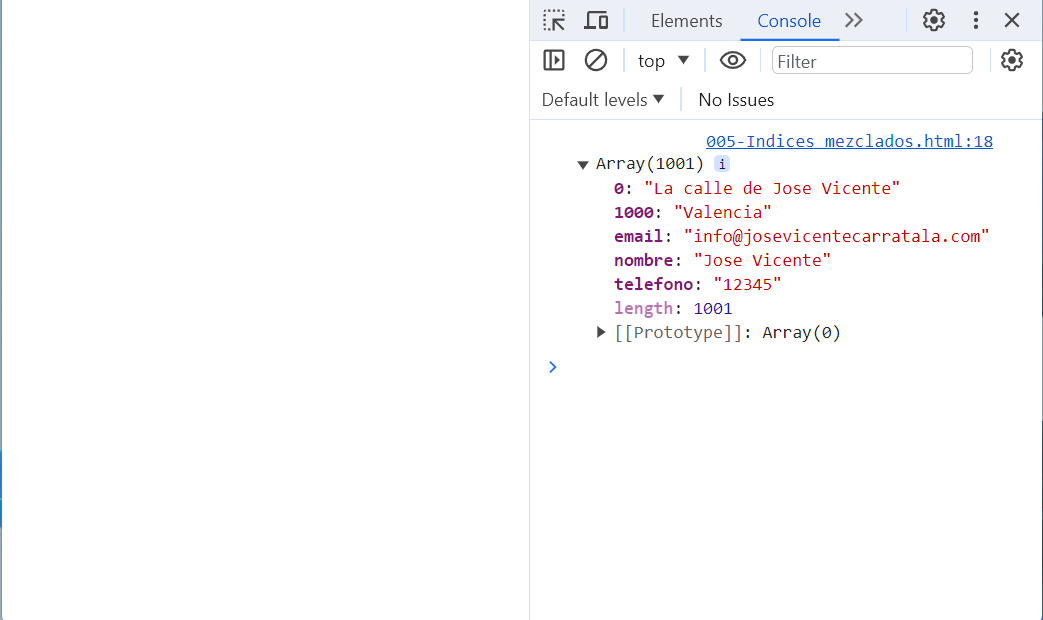 Elements Console
top Filter
Default levels No Issues
005-Indices mezclados.html:18
Array(1001) i
0: "La calle de Jose Vicente"
1000: "Valencia"
email: "info@josevicentecarratala.com"
nombre: "Jose Vicente"
telefono: "12345"
length: 1001
[[Prototype]]: Array(0)